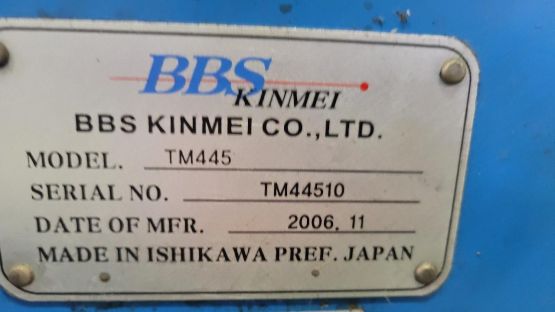 BBS
KINMEI
BBS KINMEI CO.,LTD.
MODEL. TM445
SERIAL NO. TM44510
DATE OF MFR. 2006. 11
MADE IN ISHIKAWA PREF. JAPAN